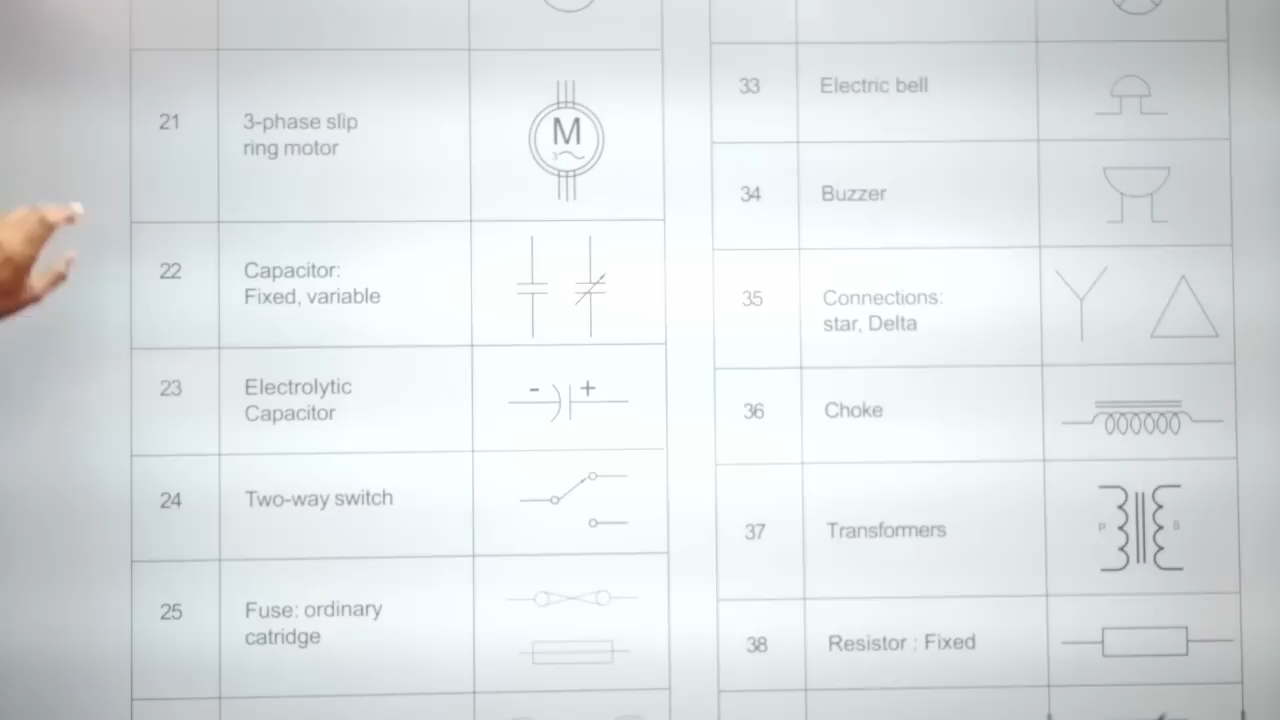 21
3-phase slip
ring motor
M
3
22
Capacitor:
Fixed, variable
23
Electrolytic
Capacitor
- +
24
Two-way switch
25
Fuse: ordinary
catridge
33
Electric bell
34
Buzzer
35
Connections:
star, Delta
36
Choke
37
Transformers
P S
38
Resistor : Fixed